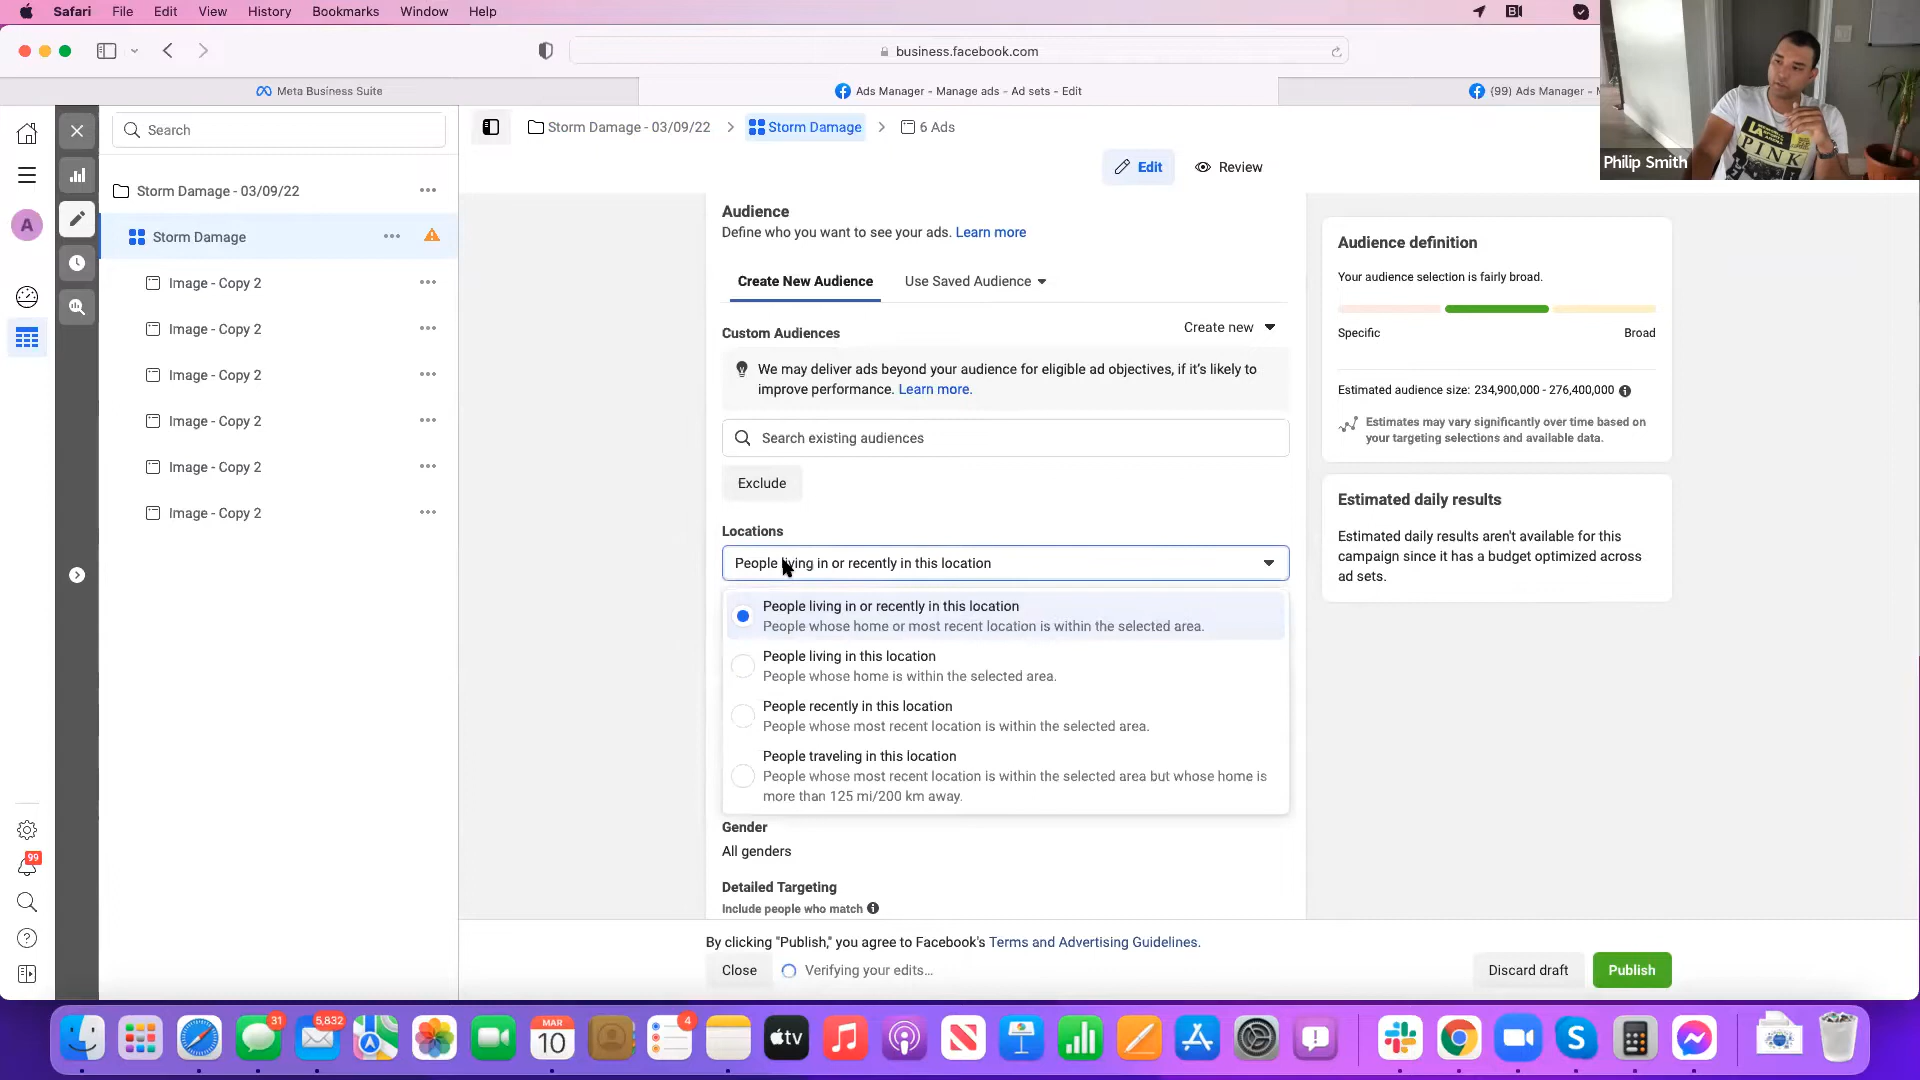 Safari File Edit View History Bookmarks Window Help
business.facebook.com
Meta Business Suite
Ads Manager - Manage ads - Ad sets - Edit
(99) Ads Manager -
Philip Smith
PINK
Search
Storm Damage - 03/09/22
Storm Damage
Image - Copy 2
Image - Copy 2
Image - Copy 2
Image - Copy 2
Image - Copy 2
Image - Copy 2
A
99
Storm Damage - 03/09/22 > Storm Damage > 6 Ads
Edit Review
Audience
Define who you want to see your ads. Learn more
Create New Audience Use Saved Audience
Custom Audiences Create new
We may deliver ads beyond your audience for eligible ad objectives, if it's likely to
improve performance. Learn more.
Search existing audiences
Exclude
Locations
People living in or recently in this location
People living in or recently in this location
People whose home or most recent location is within the selected area.
People living in this location
People whose home is within the selected area.
People recently in this location
People whose most recent location is within the selected area.
People traveling in this location
People whose most recent location is within the selected area but whose home is
more than 125 mi/200 km away.
Gender
All genders
Detailed Targeting
Include people who match
Audience definition
Your audience selection is fairly broad.
Specific Broad
Estimated audience size: 234,900,000 - 276,400,000
Estimates may vary significantly over time based on
your targeting selections and available data.
Estimated daily results
Estimated daily results aren't available for this
campaign since it has a budget optimized across
ad sets.
By clicking "Publish," you agree to Facebook's Terms and Advertising Guidelines.
Close Verifying your edits... Discard draft Publish
31
5,832
MAR
10
4
tv